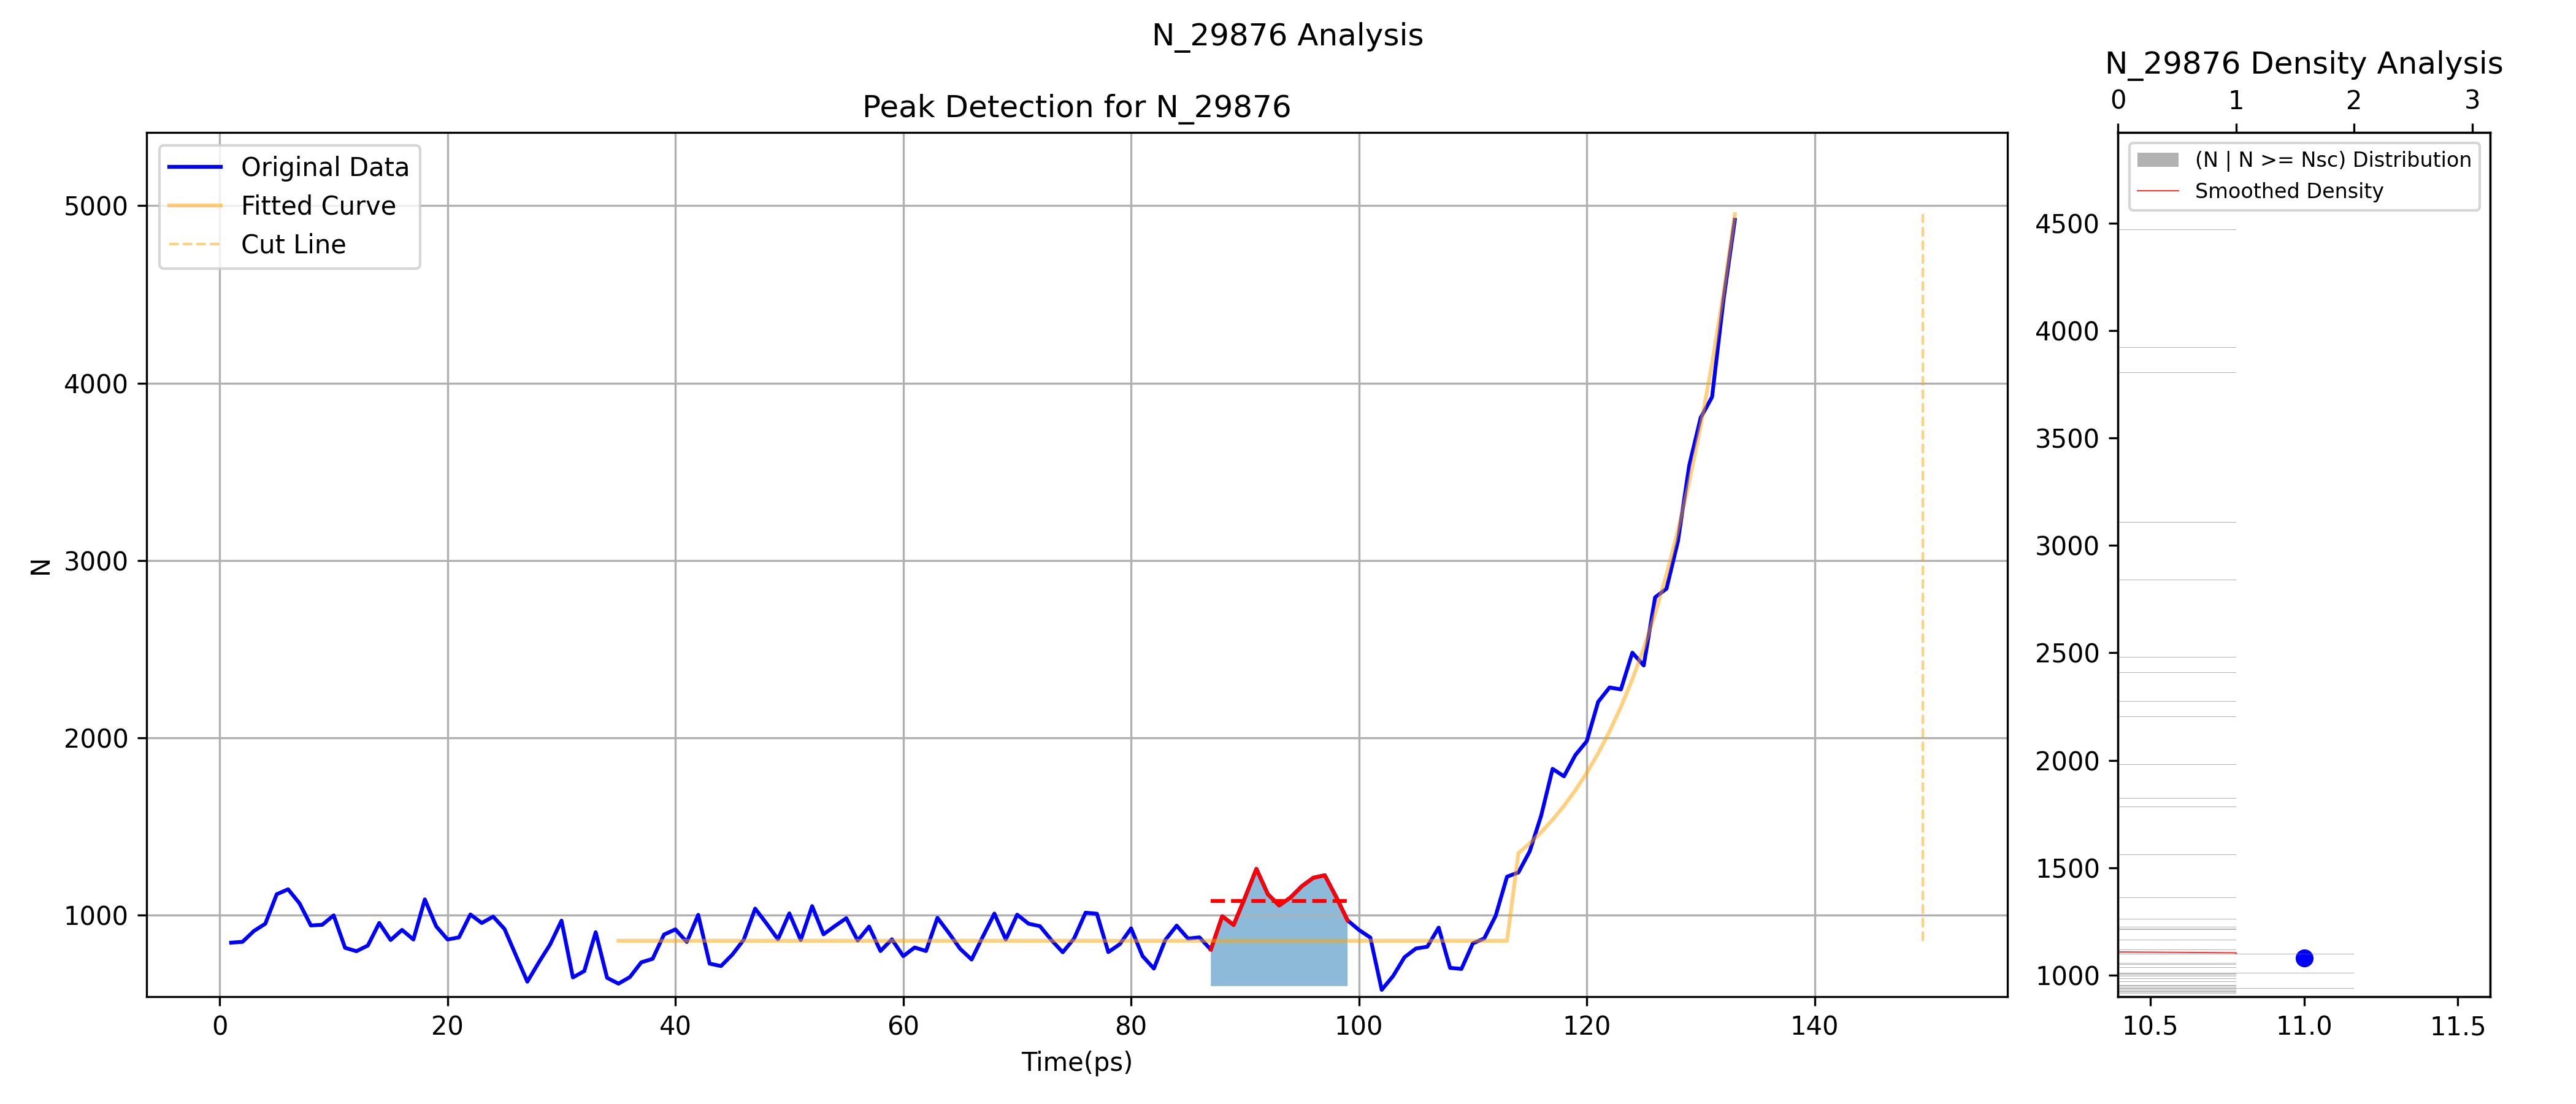 N_29876 Analysis
Peak Detection for N_29876
Original Data
Fitted Curve
Cut Line
5000
4000
3000
2000
1000
N
0 20 40 60 80 100 120 140
Time(ps)
N_29876 Density Analysis
0 1 2 3
(N | N >= Nsc) Distribution
Smoothed Density
4500
4000
3500
3000
2500
2000
1500
1000
10.5 11.0 11.5